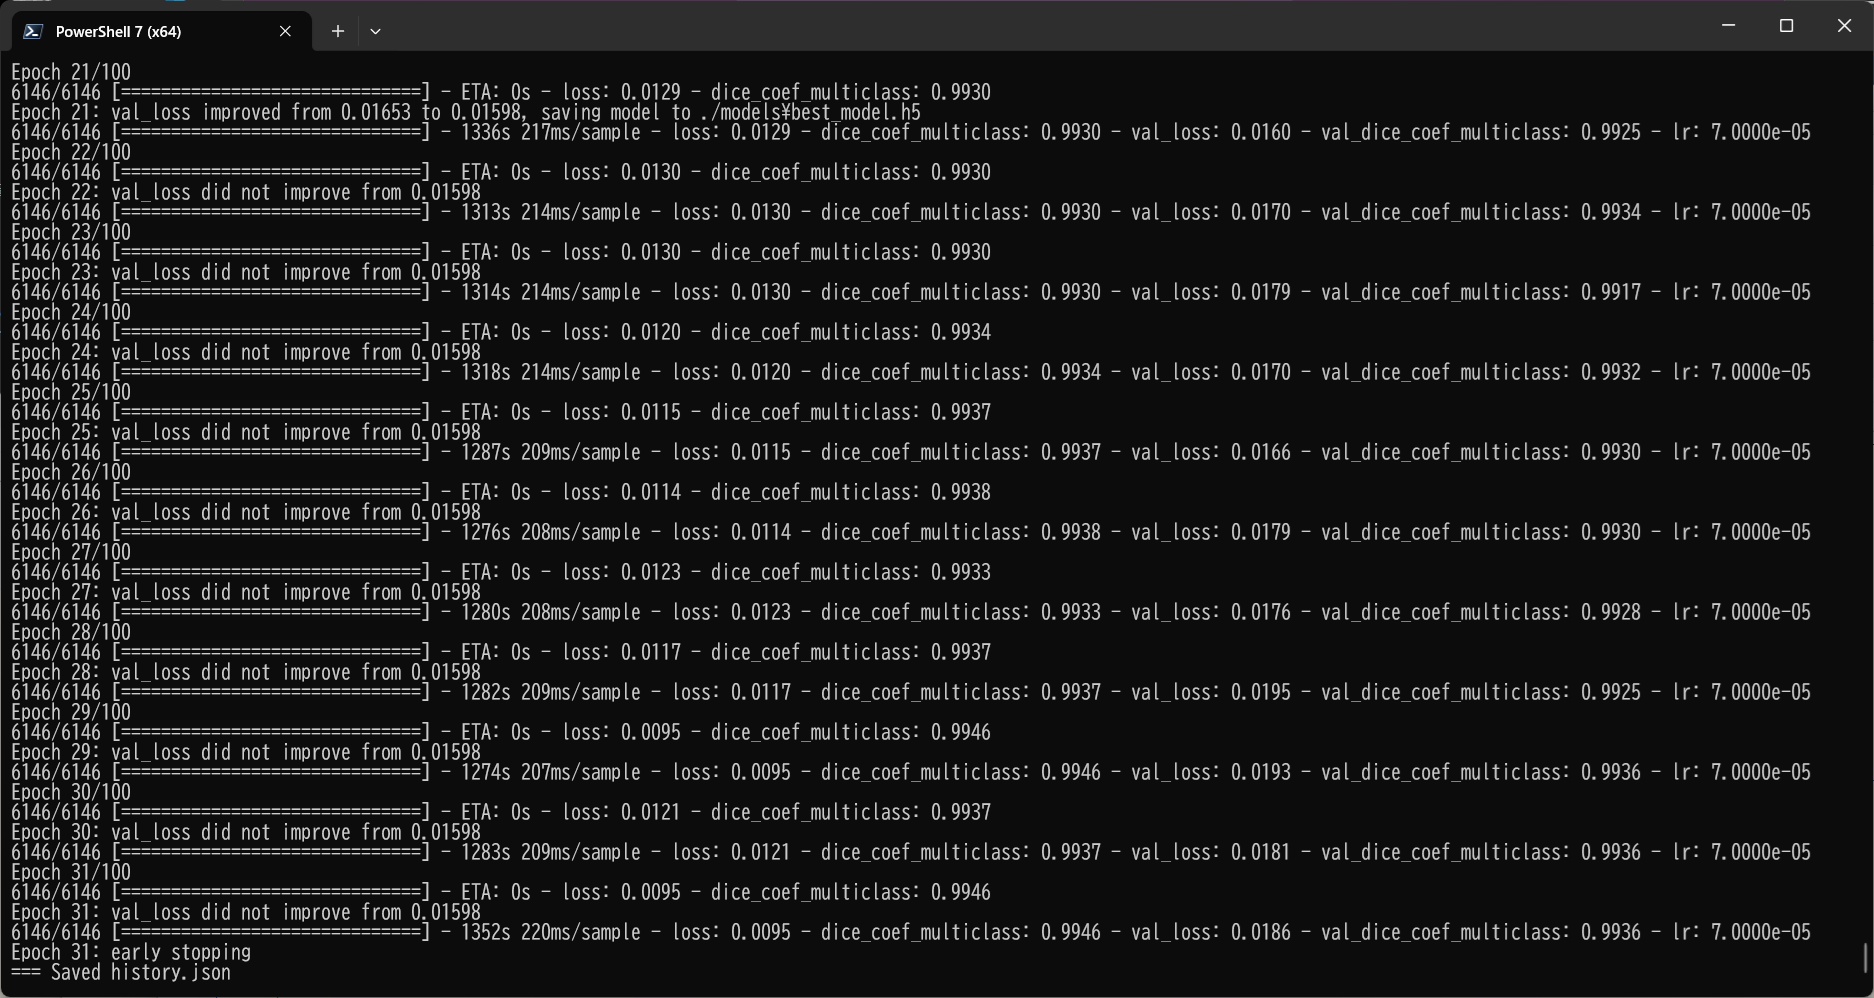 PowerShell 7 (x64)
Epoch 21/100
6146/6146 [==============================] - ETA: 0s - loss: 0.0129 - dice_coef_multiclass: 0.9930
Epoch 21: val_loss improved from 0.01653 to 0.01598, saving model to ./models¥best_model.h5
6146/6146 [==============================] - 1336s 217ms/sample - loss: 0.0129 - dice_coef_multiclass: 0.9930 - val_loss: 0.0160 - val_dice_coef_multiclass: 0.9925 - lr: 7.0000e-05
Epoch 22/100
6146/6146 [==============================] - ETA: 0s - loss: 0.0130 - dice_coef_multiclass: 0.9930
Epoch 22: val_loss did not improve from 0.01598
6146/6146 [==============================] - 1313s 214ms/sample - loss: 0.0130 - dice_coef_multiclass: 0.9930 - val_loss: 0.0170 - val_dice_coef_multiclass: 0.9934 - lr: 7.0000e-05
Epoch 23/100
6146/6146 [==============================] - ETA: 0s - loss: 0.0130 - dice_coef_multiclass: 0.9930
Epoch 23: val_loss did not improve from 0.01598
6146/6146 [==============================] - 1314s 214ms/sample - loss: 0.0130 - dice_coef_multiclass: 0.9930 - val_loss: 0.0179 - val_dice_coef_multiclass: 0.9917 - lr: 7.0000e-05
Epoch 24/100
6146/6146 [==============================] - ETA: 0s - loss: 0.0120 - dice_coef_multiclass: 0.9934
Epoch 24: val_loss did not improve from 0.01598
6146/6146 [==============================] - 1318s 214ms/sample - loss: 0.0120 - dice_coef_multiclass: 0.9934 - val_loss: 0.0170 - val_dice_coef_multiclass: 0.9932 - lr: 7.0000e-05
Epoch 25/100
6146/6146 [==============================] - ETA: 0s - loss: 0.0115 - dice_coef_multiclass: 0.9937
Epoch 25: val_loss did not improve from 0.01598
6146/6146 [==============================] - 1287s 209ms/sample - loss: 0.0115 - dice_coef_multiclass: 0.9937 - val_loss: 0.0166 - val_dice_coef_multiclass: 0.9930 - lr: 7.0000e-05
Epoch 26/100
6146/6146 [==============================] - ETA: 0s - loss: 0.0114 - dice_coef_multiclass: 0.9938
Epoch 26: val_loss did not improve from 0.01598
6146/6146 [==============================] - 1276s 208ms/sample - loss: 0.0114 - dice_coef_multiclass: 0.9938 - val_loss: 0.0179 - val_dice_coef_multiclass: 0.9930 - lr: 7.0000e-05
Epoch 27/100
6146/6146 [==============================] - ETA: 0s - loss: 0.0123 - dice_coef_multiclass: 0.9933
Epoch 27: val_loss did not improve from 0.01598
6146/6146 [==============================] - 1280s 208ms/sample - loss: 0.0123 - dice_coef_multiclass: 0.9933 - val_loss: 0.0176 - val_dice_coef_multiclass: 0.9928 - lr: 7.0000e-05
Epoch 28/100
6146/6146 [==============================] - ETA: 0s - loss: 0.0117 - dice_coef_multiclass: 0.9937
Epoch 28: val_loss did not improve from 0.01598
6146/6146 [==============================] - 1282s 209ms/sample - loss: 0.0117 - dice_coef_multiclass: 0.9937 - val_loss: 0.0195 - val_dice_coef_multiclass: 0.9925 - lr: 7.0000e-05
Epoch 29/100
6146/6146 [==============================] - ETA: 0s - loss: 0.0095 - dice_coef_multiclass: 0.9946
Epoch 29: val_loss did not improve from 0.01598
6146/6146 [==============================] - 1274s 207ms/sample - loss: 0.0095 - dice_coef_multiclass: 0.9946 - val_loss: 0.0193 - val_dice_coef_multiclass: 0.9936 - lr: 7.0000e-05
Epoch 30/100
6146/6146 [==============================] - ETA: 0s - loss: 0.0121 - dice_coef_multiclass: 0.9937
Epoch 30: val_loss did not improve from 0.01598
6146/6146 [==============================] - 1283s 209ms/sample - loss: 0.0121 - dice_coef_multiclass: 0.9937 - val_loss: 0.0181 - val_dice_coef_multiclass: 0.9936 - lr: 7.0000e-05
Epoch 31/100
6146/6146 [==============================] - ETA: 0s - loss: 0.0095 - dice_coef_multiclass: 0.9946
Epoch 31: val_loss did not improve from 0.01598
6146/6146 [==============================] - 1352s 220ms/sample - loss: 0.0095 - dice_coef_multiclass: 0.9946 - val_loss: 0.0186 - val_dice_coef_multiclass: 0.9936 - lr: 7.0000e-05
Epoch 31: early stopping
=== Saved history.json